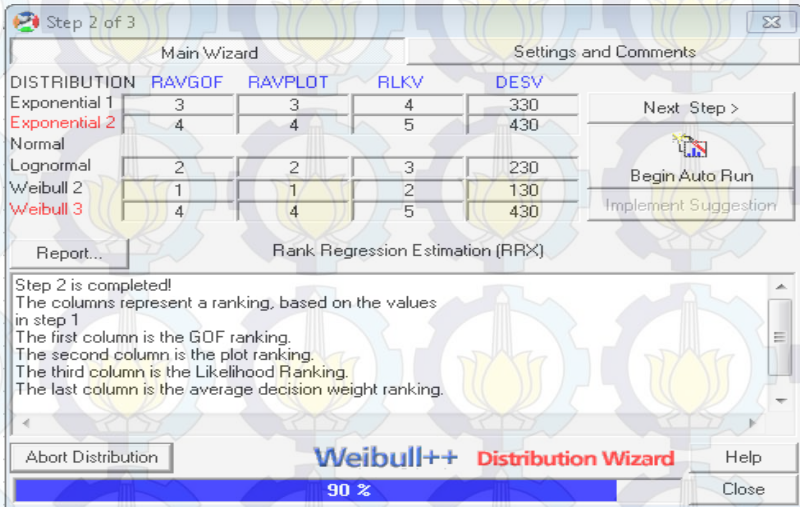 Step 2 of 3
Main Wizard Settings and Comments
DISTRIBUTION RAVGOF RAVPLOT RLKV DESV
Exponential 1 3 3 4 330
Exponential 2 4 4 5 430
Normal
Lognormal 2 2 3 230
Weibull 2 1 1 2 130
Weibull 3 4 4 5 430
Next Step >
Begin Auto Run
Implement Suggestion
Report... Rank Regression Estimation (RRX)
Step 2 is completed!
The columns represent a ranking, based on the values
in step 1
The first column is the GOF ranking.
The second column is the plot ranking.
The third column is the Likelihood Ranking.
The last column is the average decision weight ranking.
Abort Distribution Weibull++ Distribution Wizard Help
90 % Close